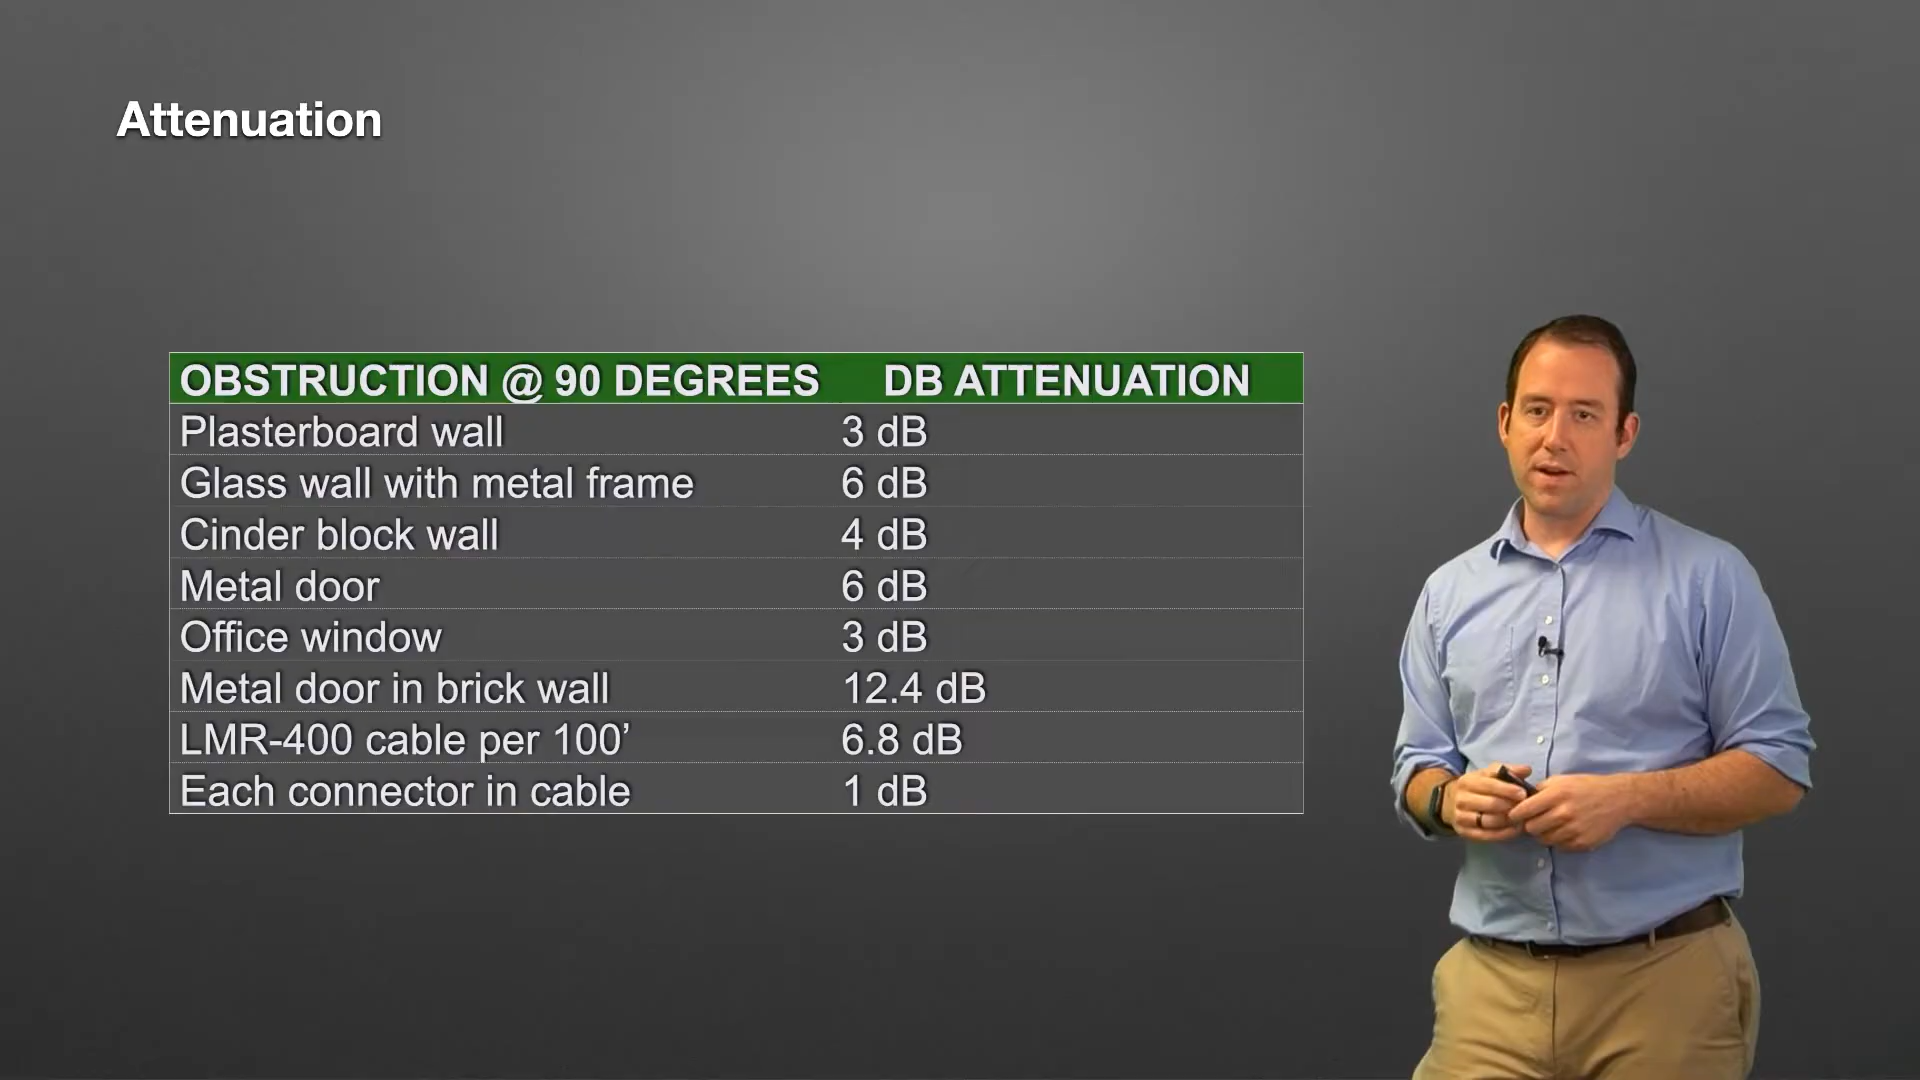 Attenuation
OBSTRUCTION @ 90 DEGREES DB ATTENUATION
Plasterboard wall 3 dB
Glass wall with metal frame 6 dB
Cinder block wall 4 dB
Metal door 6 dB
Office window 3 dB
Metal door in brick wall 12.4 dB
LMR-400 cable per 100’ 6.8 dB
Each connector in cable 1 dB